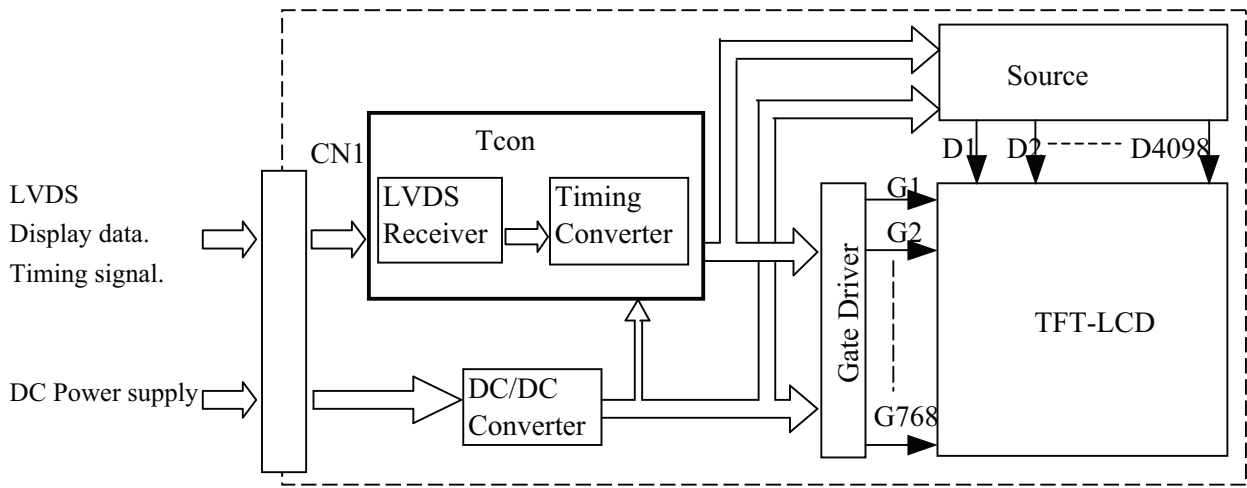 Source
CN1
Tcon
D1
D2
D4098
LVDS
Display data.
Timing signal.
LVDS
Receiver
Timing
Converter
G1
G2
Gate Driver
TFT-LCD
DC Power supply
DC/DC
Converter
G768